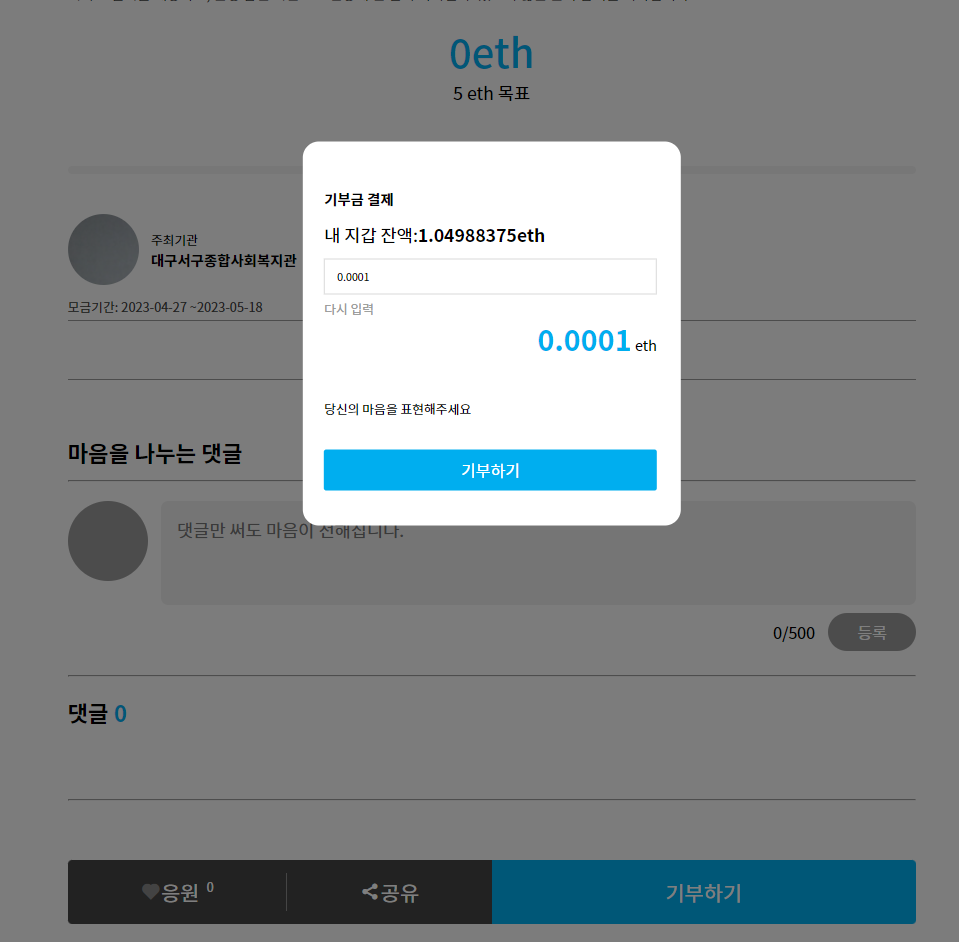 0eth
5 eth 목표
기부금 결제
내 지갑 잔액:1.04988375eth
0.0001
다시 입력
0.0001 eth
당신의 마음을 표현해주세요
기부하기
주최기관
대구서구종합사회복지관
모금기간: 2023-04-27 ~2023-05-18
마음을 나누는 댓글
댓글만 써도 마음이 전해집니다.
0/500 등록
댓글 0
응원 0 공유 기부하기